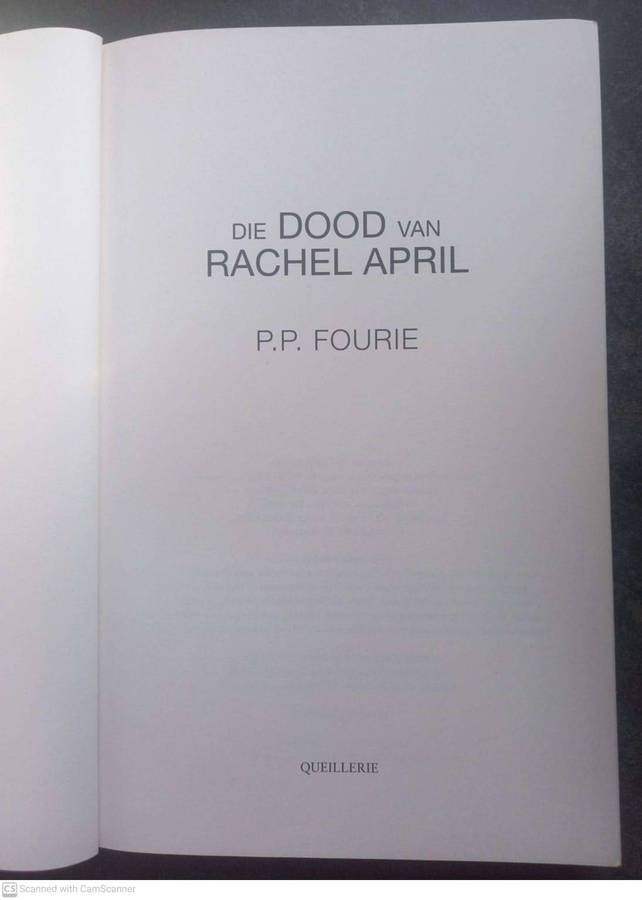 DIE DOOD VAN
RACHEL APRIL
P.P. FOURIE
QUEILLERIE
CS Scanned with CamScanner